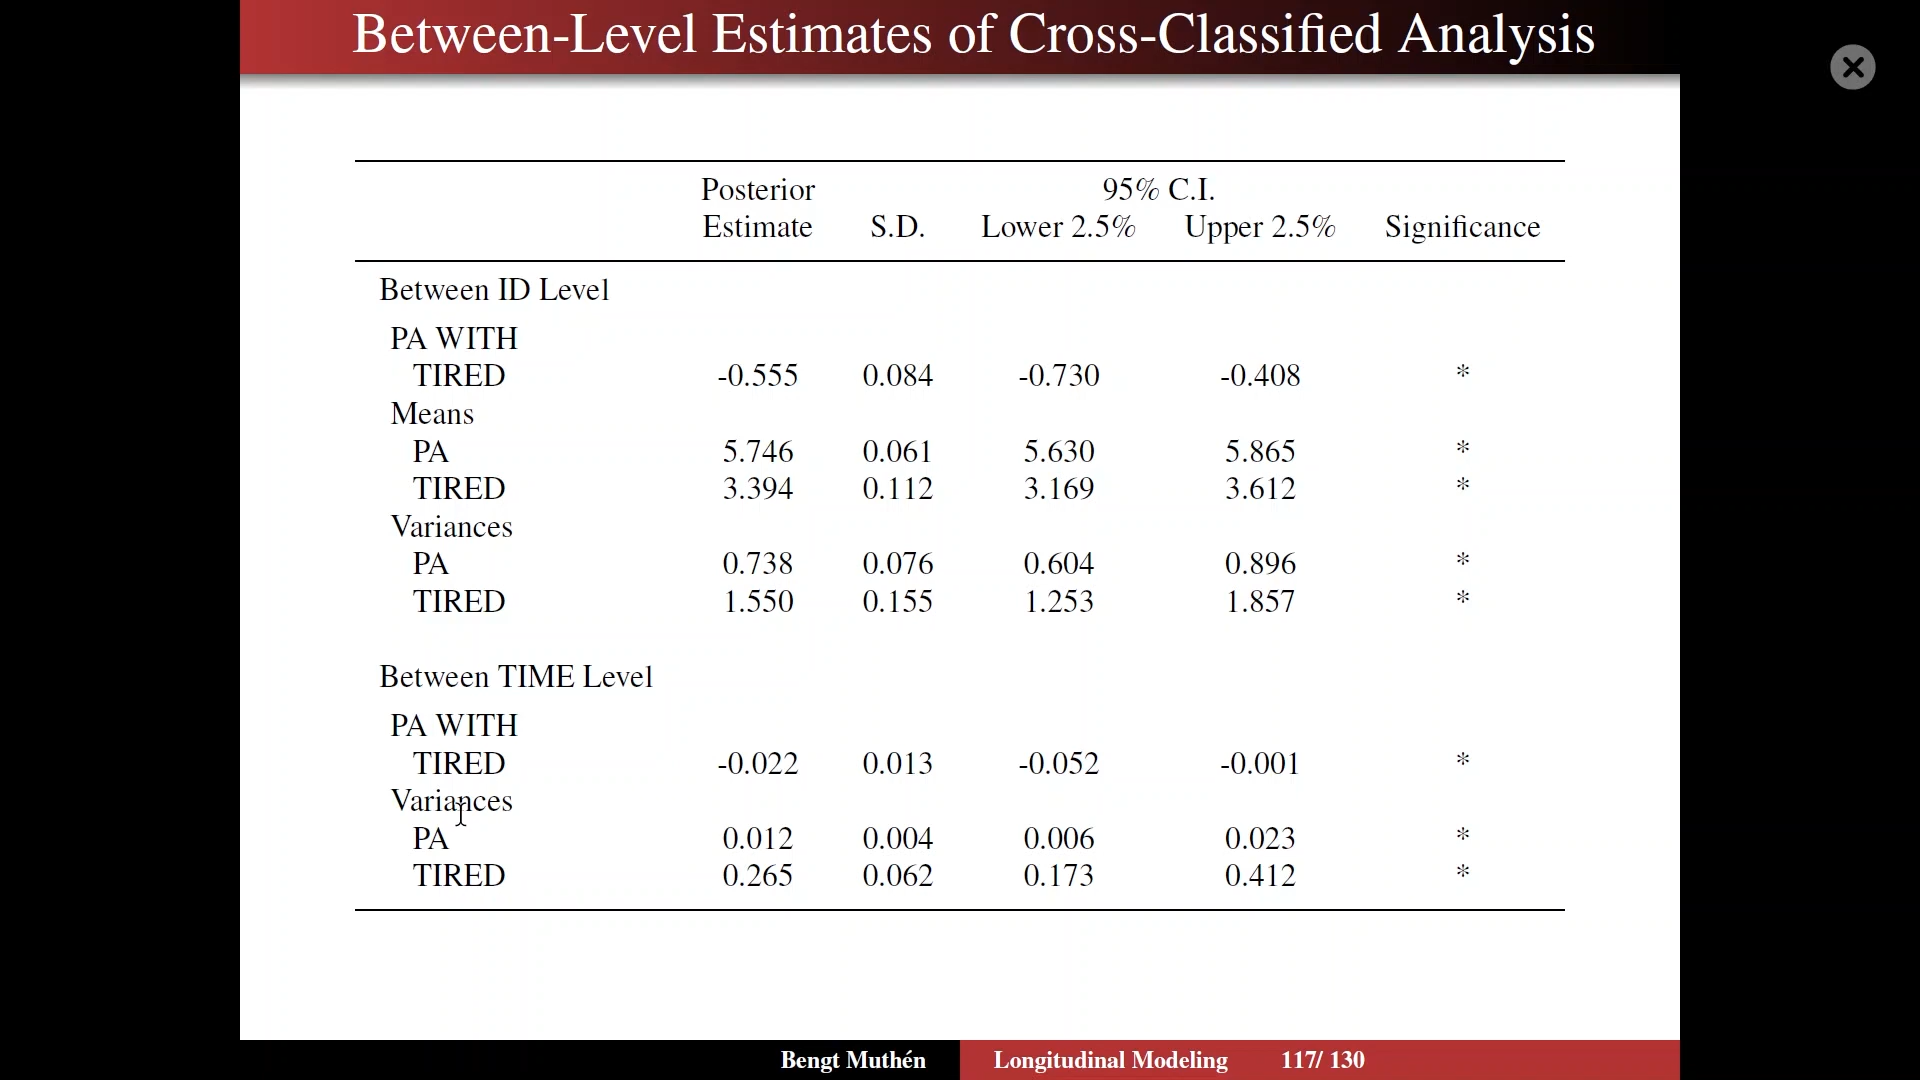 Between-Level Estimates of Cross-Classified Analysis
Posterior 95% C.I.
Estimate S.D. Lower 2.5% Upper 2.5% Significance
Between ID Level
PA WITH
TIRED -0.555 0.084 -0.730 -0.408 *
Means
PA 5.746 0.061 5.630 5.865 *
TIRED 3.394 0.112 3.169 3.612 *
Variances
PA 0.738 0.076 0.604 0.896 *
TIRED 1.550 0.155 1.253 1.857 *
Between TIME Level
PA WITH
TIRED -0.022 0.013 -0.052 -0.001 *
Variances
PA 0.012 0.004 0.006 0.023 *
TIRED 0.265 0.062 0.173 0.412 *
Bengt Muthén Longitudinal Modeling 117/ 130